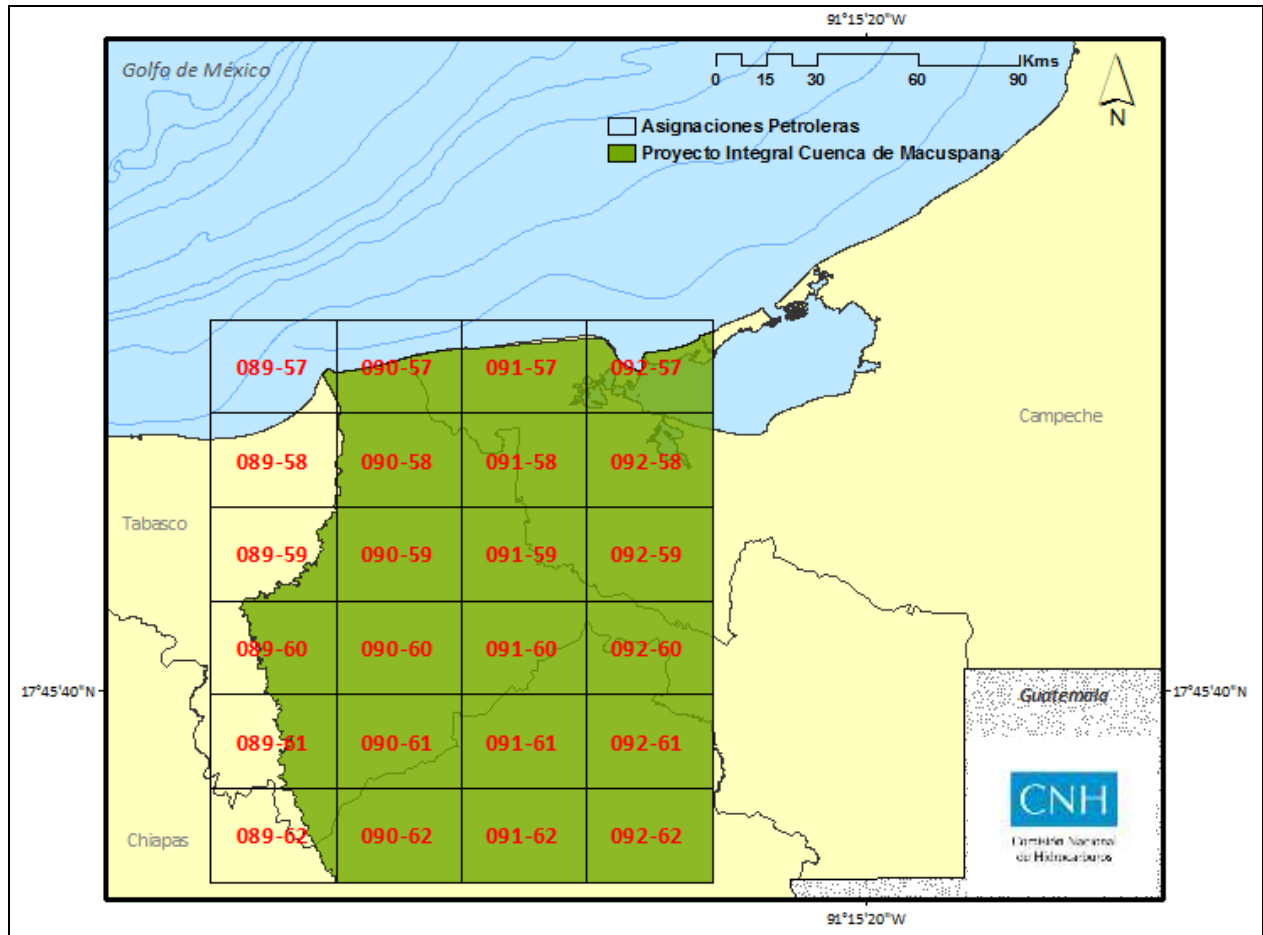 91°15'20"W
Golfo de México
Kms
0 15 30 60 90
N
Asignaciones Petroleras
Proyecto Integral Cuenca de Macuspana
089-57 090-57 091-57 092-57
Campeche
089-58 090-58 091-58 092-58
Tabasco
089-59 090-59 091-59 092-59
089-60 090-60 091-60 092-60
17°45'40"N
Guatemala
17°45'40"N
089-61 090-61 091-61 092-61
CNH
Comisión Nacional
de Hidrocarburos
Chiapas
089-62 090-62 091-62 092-62
91°15'20"W